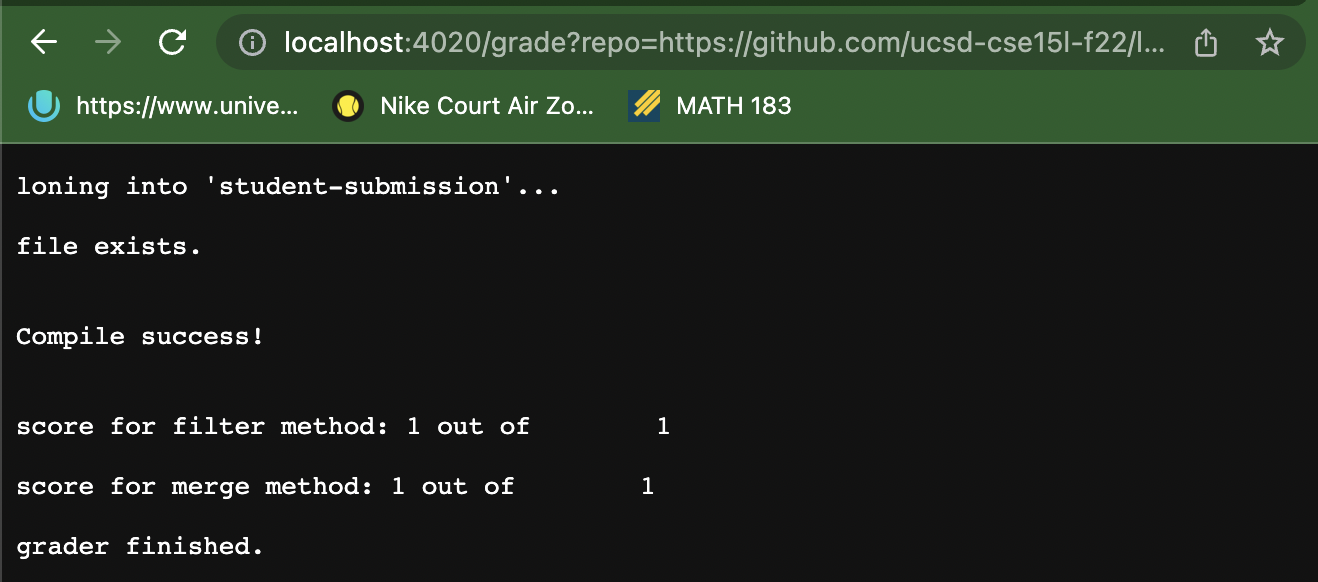 localhost:4020/grade?repo=https://github.com/ucsd-cse15l-f22/l...
https://www.unive... Nike Court Air Zo... MATH 183
loning into 'student-submission'...
file exists.
Compile success!
score for filter method: 1 out of        1
score for merge method: 1 out of        1
grader finished.